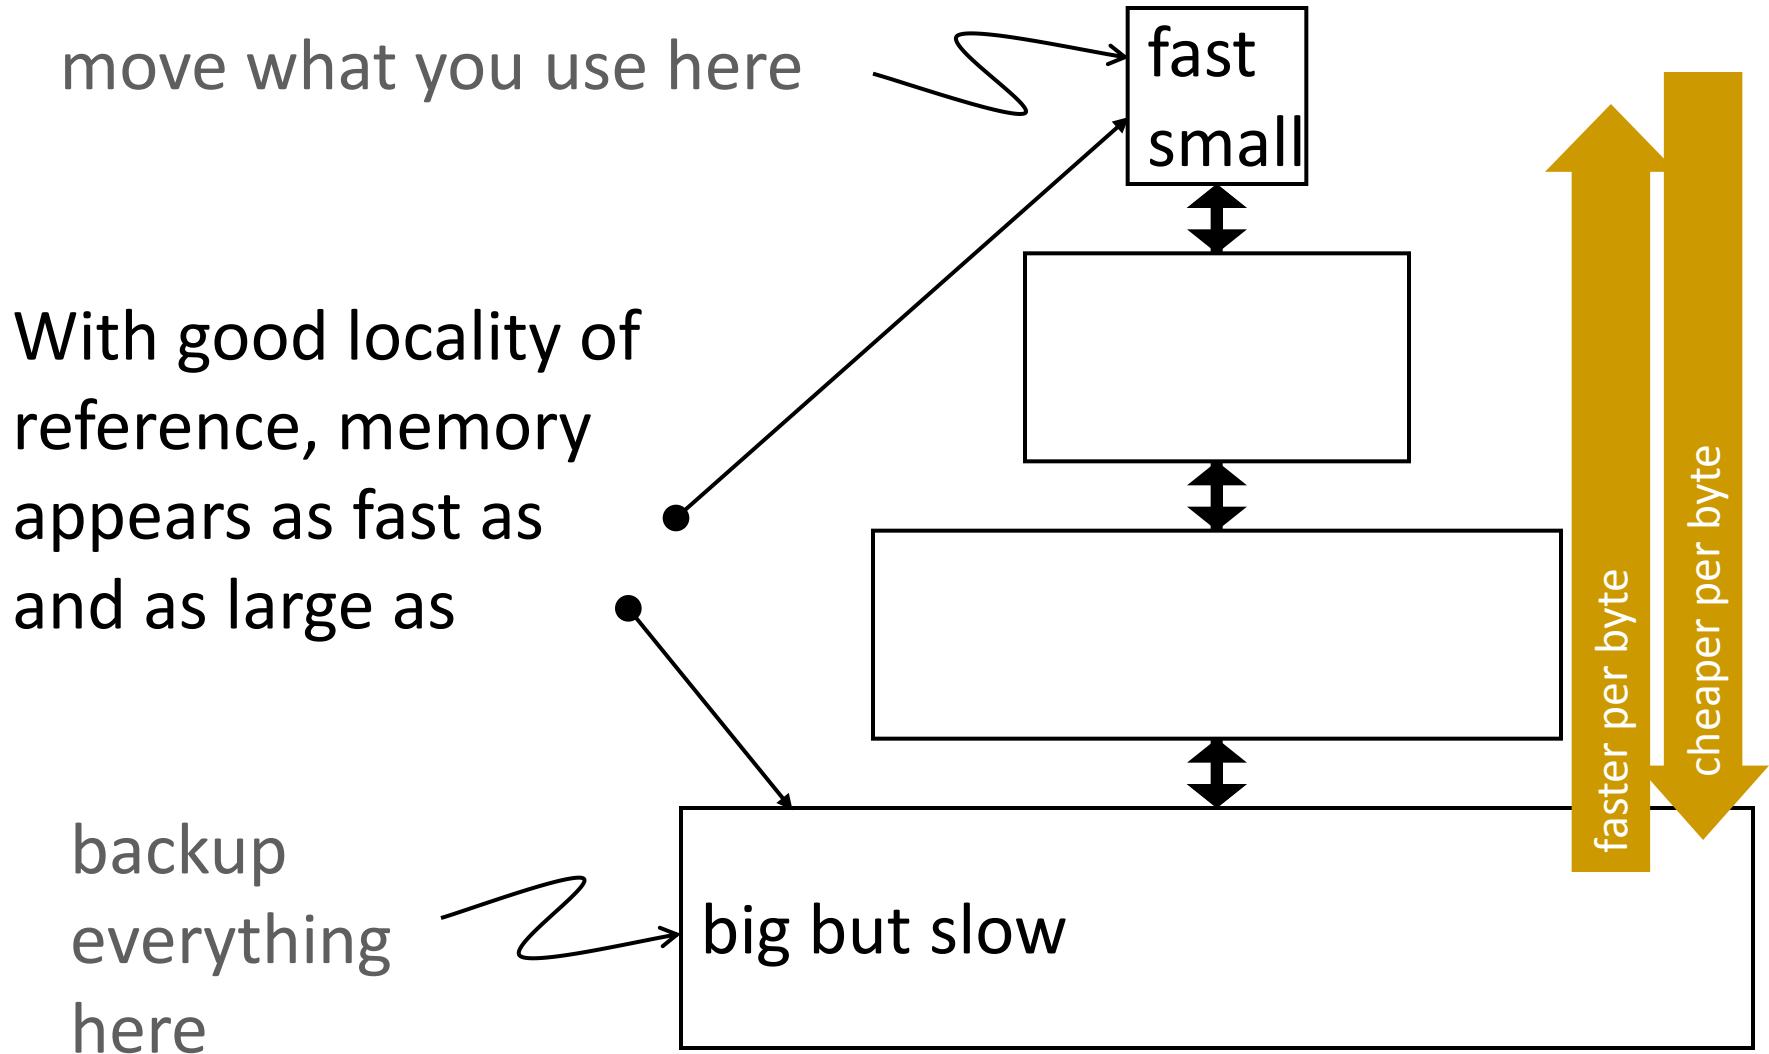 move what you use here
fast
small
With good locality of
reference, memory
appears as fast as
and as large as
faster per byte
cheaper per byte
backup
everything
here
big but slow